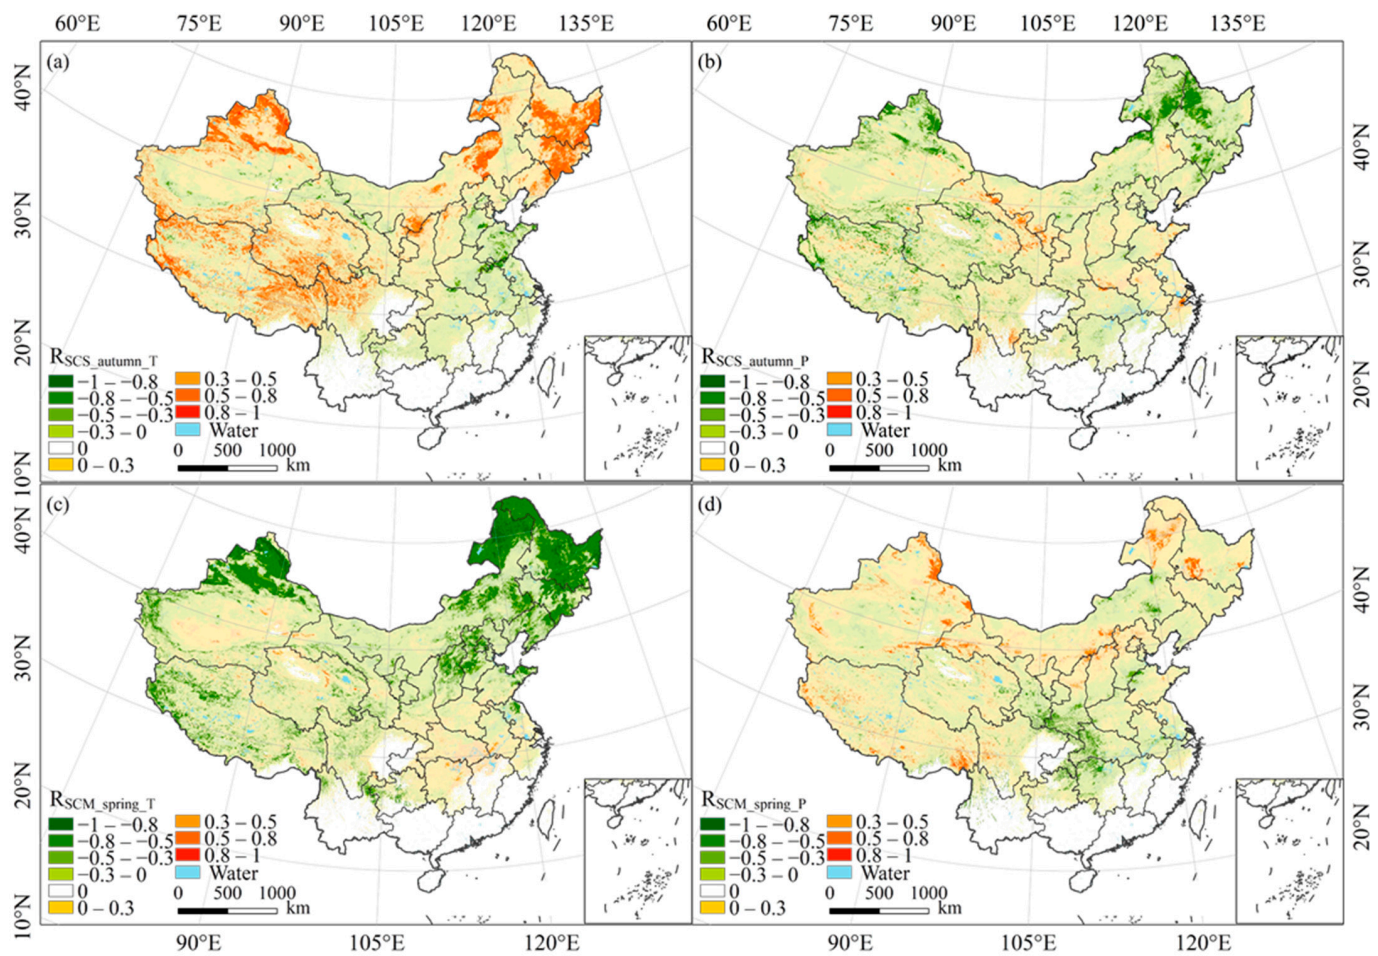 60°E 75°E 90°E 105°E 120°E 135°E 60°E 75°E 90°E 105°E 120°E 135°E
(a)
40°N
30°N
20°N
10°N
R_SCS_autumn_T
−1 – −0.8 0.3 – 0.5
−0.8 – −0.5 0.5 – 0.8
−0.5 – −0.3 0.8 – 1
−0.3 – 0 Water
0 0 500 1000
0 – 0.3 km
(b)
40°N
30°N
20°N
R_SCS_autumn_P
−1 – −0.8 0.3 – 0.5
−0.8 – −0.5 0.5 – 0.8
−0.5 – −0.3 0.8 – 1
−0.3 – 0 Water
0 0 500 1000
0 – 0.3 km
(c)
40°N
30°N
20°N
10°N
R_SCM_spring_T
−1 – −0.8 0.3 – 0.5
−0.8 – −0.5 0.5 – 0.8
−0.5 – −0.3 0.8 – 1
−0.3 – 0 Water
0 0 500 1000
0 – 0.3 km
(d)
40°N
30°N
20°N
R_SCM_spring_P
−1 – −0.8 0.3 – 0.5
−0.8 – −0.5 0.5 – 0.8
−0.5 – −0.3 0.8 – 1
−0.3 – 0 Water
0 0 500 1000
0 – 0.3 km
90°E 105°E 120°E 90°E 105°E 120°E